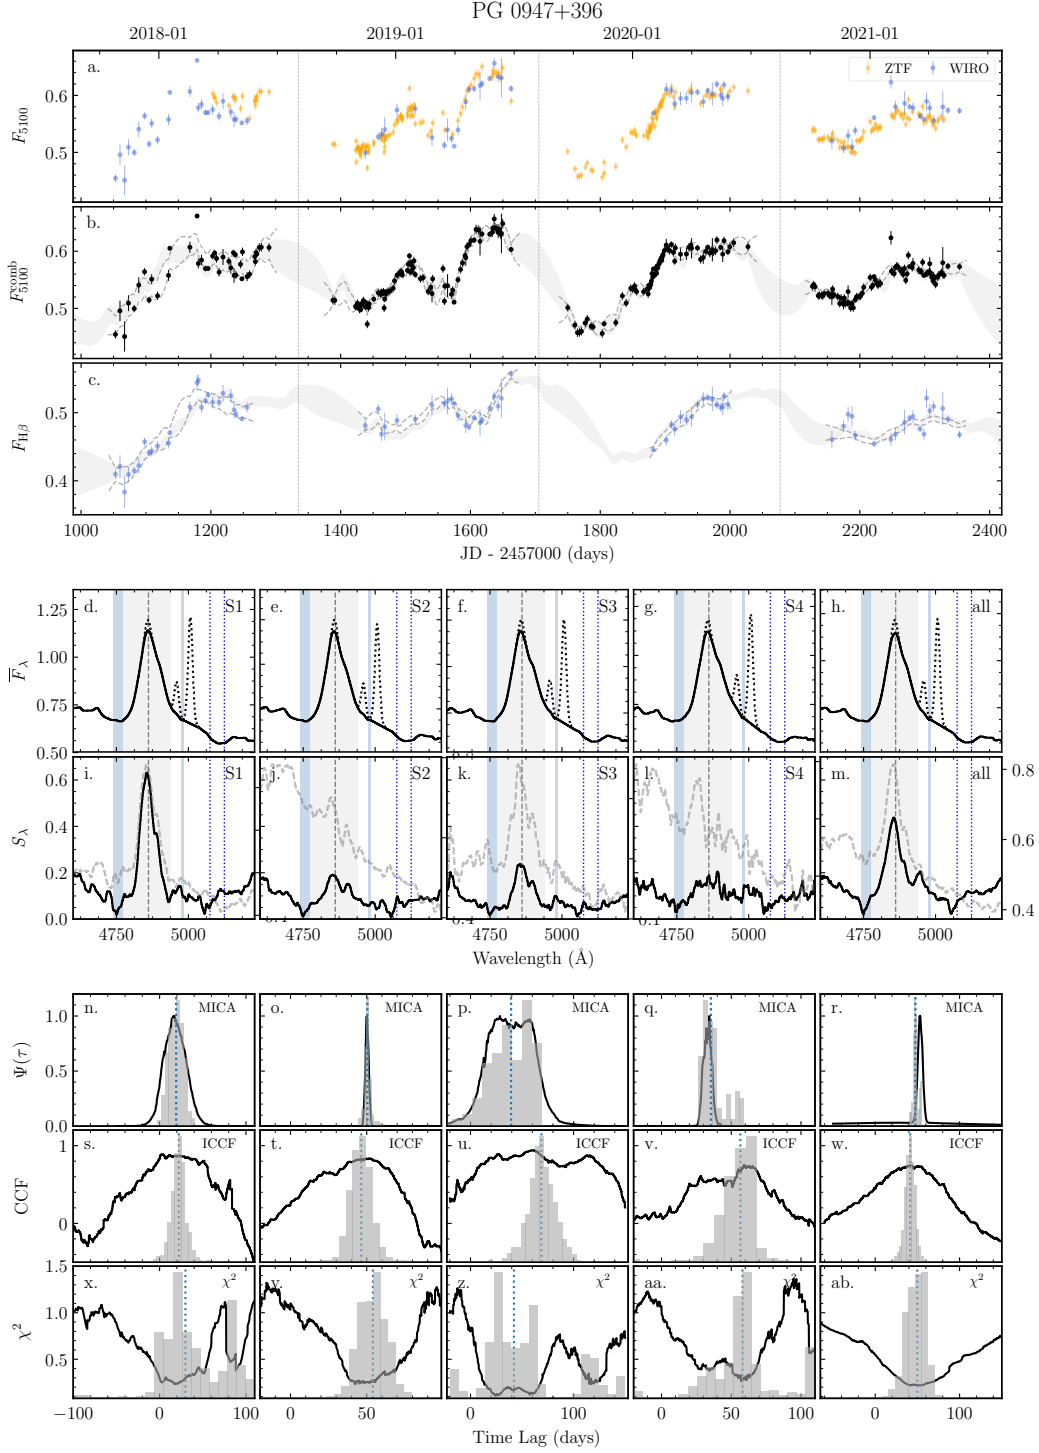 PG 0947+396
2018-01 2019-01 2020-01 2021-01
a. ZTF WIRO
0.6
0.5
F5100
b.
0.6
0.5
F5100^comb
c.
0.5
0.4
FHβ
1000 1200 1400 1600 1800 2000 2200 2400
JD - 2457000 (days)
d. S1 e. S2 f. S3 g. S4 h. all
1.25
1.00
0.75
0.50
F̅λ
i. S1 j. S2 k. S3 l. S4 m. all
0.6
0.4
0.2
0.0
Sλ
0.8
0.6
0.4
4750 5000 4750 5000 4750 5000 4750 5000 4750 5000
Wavelength (Å)
n. MICA o. MICA p. MICA q. MICA r. MICA
1.0
0.5
0.0
Ψ(τ)
s. ICCF t. ICCF u. ICCF v. ICCF w. ICCF
1
0
CCF
x. χ² y. χ² z. χ² aa. χ² ab. χ²
1.5
1.0
0.5
χ²
−100 0 100 0 50 0 100 0 50 100 0 100
Time Lag (days)